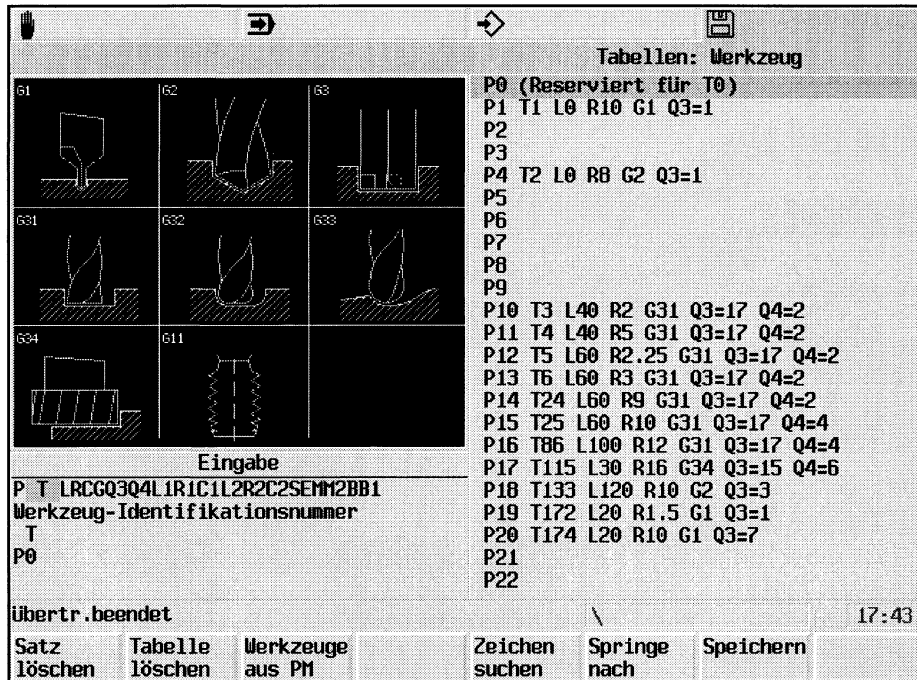 Tabellen: Werkzeug
G1
G2
G3
G31
G32
G33
G34
G11
Eingabe
P T LRCGQ3Q4L1R1C1L2R2C2SEMM2BB1
Werkzeug-Identifikationsnummer
T
P0
P0 (Reserviert für T0)
P1 T1 L0 R10 G1 Q3=1
P2
P3
P4 T2 L0 R8 G2 Q3=1
P5
P6
P7
P8
P9
P10 T3 L40 R2 G31 Q3=17 Q4=2
P11 T4 L40 R5 G31 Q3=17 Q4=2
P12 T5 L60 R2.25 G31 Q3=17 Q4=2
P13 T6 L60 R3 G31 Q3=17 Q4=2
P14 T24 L60 R9 G31 Q3=17 Q4=2
P15 T25 L60 R10 G31 Q3=17 Q4=4
P16 T86 L100 R12 G31 Q3=17 Q4=4
P17 T115 L30 R16 G34 Q3=15 Q4=6
P18 T133 L120 R10 G2 Q3=3
P19 T172 L20 R1.5 G1 Q3=1
P20 T174 L20 R10 G1 Q3=7
P21
P22
übertr.beendet
\
17:43
Satz löschen
Tabelle löschen
Werkzeuge aus PM
Zeichen suchen
Springe nach
Speichern